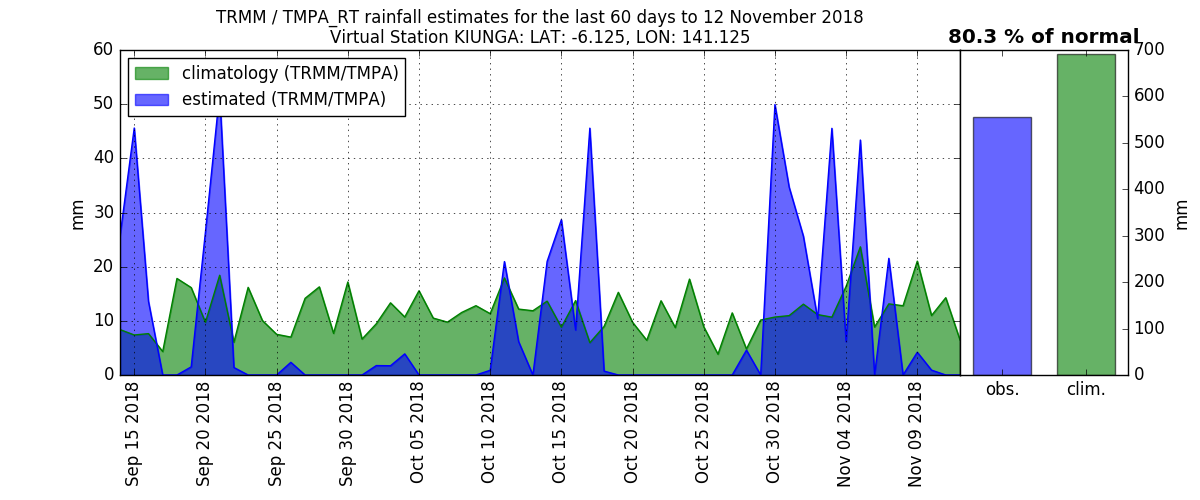 TRMM / TMPA_RT rainfall estimates for the last 60 days to 12 November 2018
Virtual Station KIUNGA: LAT: -6.125, LON: 141.125
80.3 % of normal
climatology (TRMM/TMPA)
estimated (TRMM/TMPA)
60
50
40
30
20
10
0
mm
Sep 15 2018
Sep 20 2018
Sep 25 2018
Sep 30 2018
Oct 05 2018
Oct 10 2018
Oct 15 2018
Oct 20 2018
Oct 25 2018
Oct 30 2018
Nov 04 2018
Nov 09 2018
obs.
clim.
700
600
500
400
300
200
100
0
mm